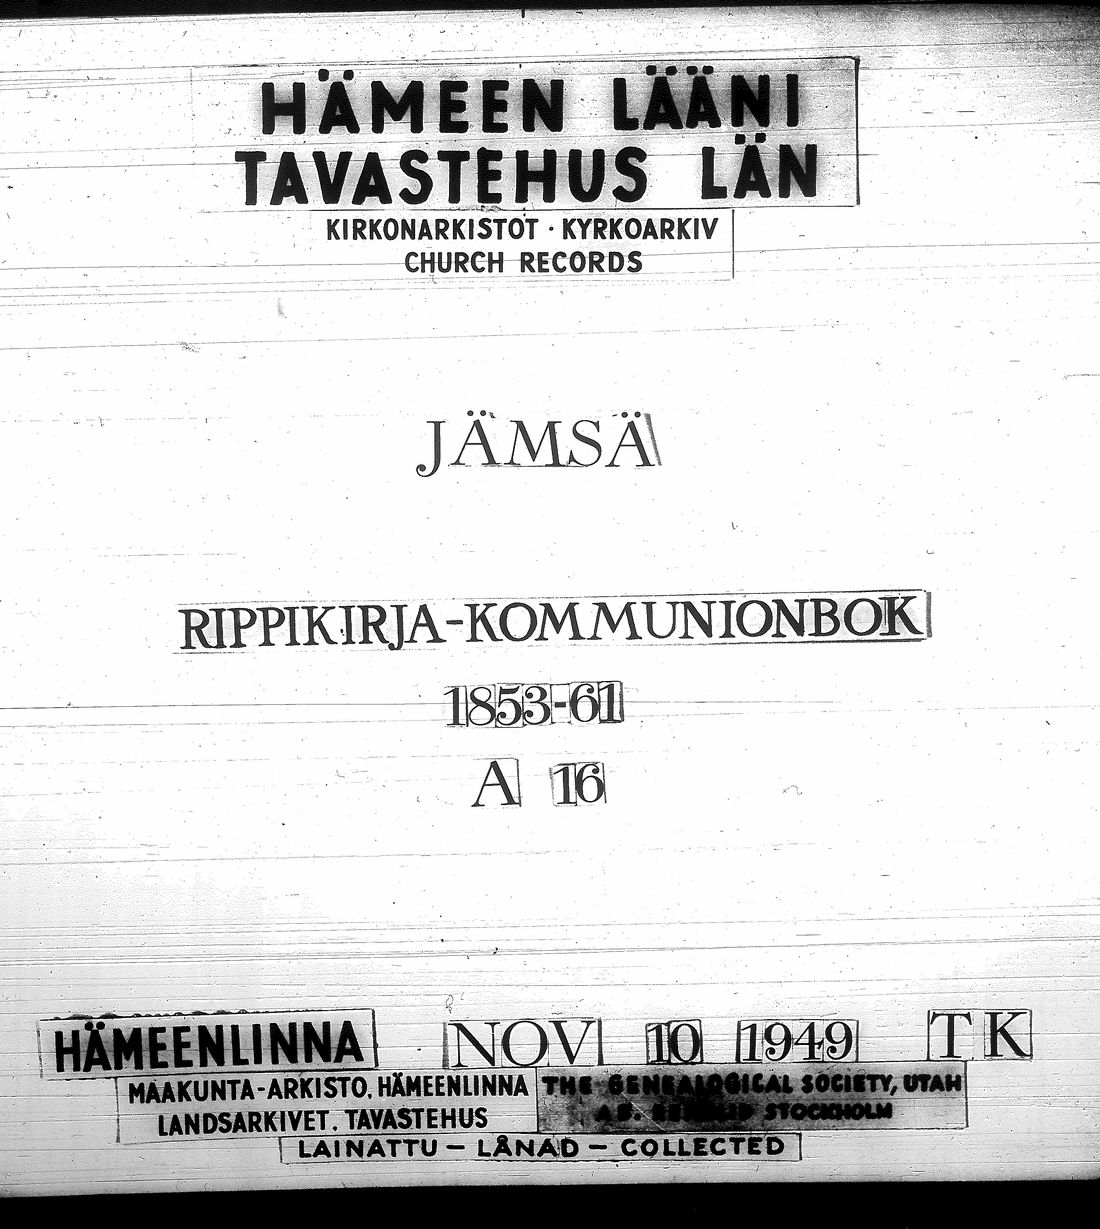 HÄMEEN LÄÄNI
TAVASTEHUS LÄN
KIRKONARKISTOT · KYRKOARKIV
CHURCH RECORDS
JÄMSÄ
RIPPIKIRJA-KOMMUNIONBOK
1853-61
A 16
HÄMEENLINNA NOV 10 1949 TK
MAAKUNTA-ARKISTO, HÄMEENLINNA
LANDSARKIVET, TAVASTEHUS
THE GENEALOGICAL SOCIETY, UTAH
STOCKHOLM
LAINATTU – LÅNAD – COLLECTED